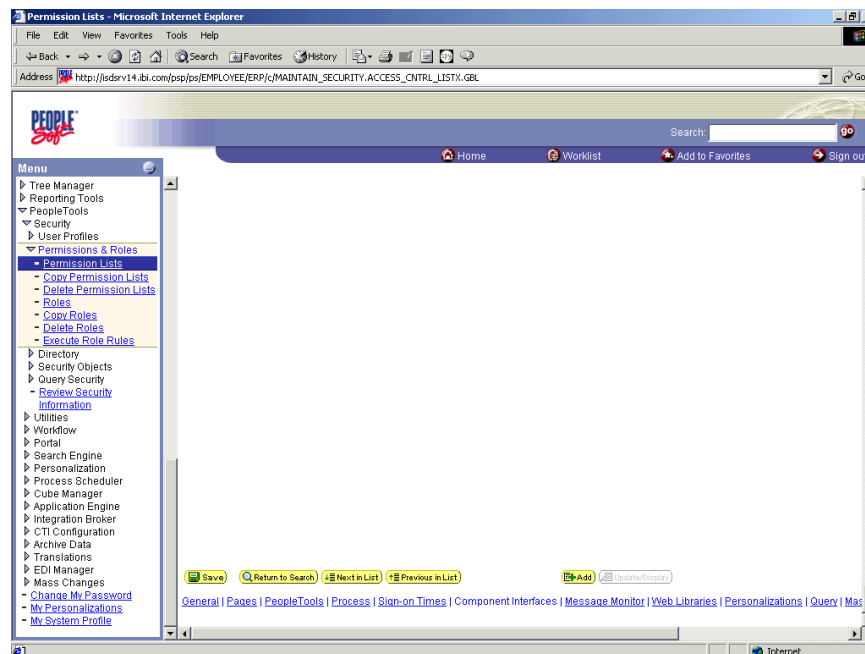 Permission Lists - Microsoft Internet Explorer
File Edit View Favorites Tools Help
Back Search Favorites History
Address http://isdsrv14.ibi.com/psp/ps/EMPLOYEE/ERP/c/MAINTAIN_SECURITY.ACCESS_CNTRL_LISTX.GBL Go
PEOPLE
Soft
Search: go
Home Worklist Add to Favorites Sign out
Menu
Tree Manager
Reporting Tools
PeopleTools
Security
User Profiles
Permissions & Roles
- Permission Lists
- Copy Permission Lists
- Delete Permission Lists
- Roles
- Copy Roles
- Delete Roles
- Execute Role Rules
Directory
Security Objects
Query Security
- Review Security
Information
Utilities
Workflow
Portal
Search Engine
Personalization
Process Scheduler
Cube Manager
Application Engine
Integration Broker
CTI Configuration
Archive Data
Translations
EDI Manager
Mass Changes
- Change My Password
- My Personalizations
- My System Profile
Save Return to Search Next in List Previous in List Add Update/Display
General | Pages | PeopleTools | Process | Sign-on Times | Component Interfaces | Message Monitor | Web Libraries | Personalizations | Query | Mas
Internet